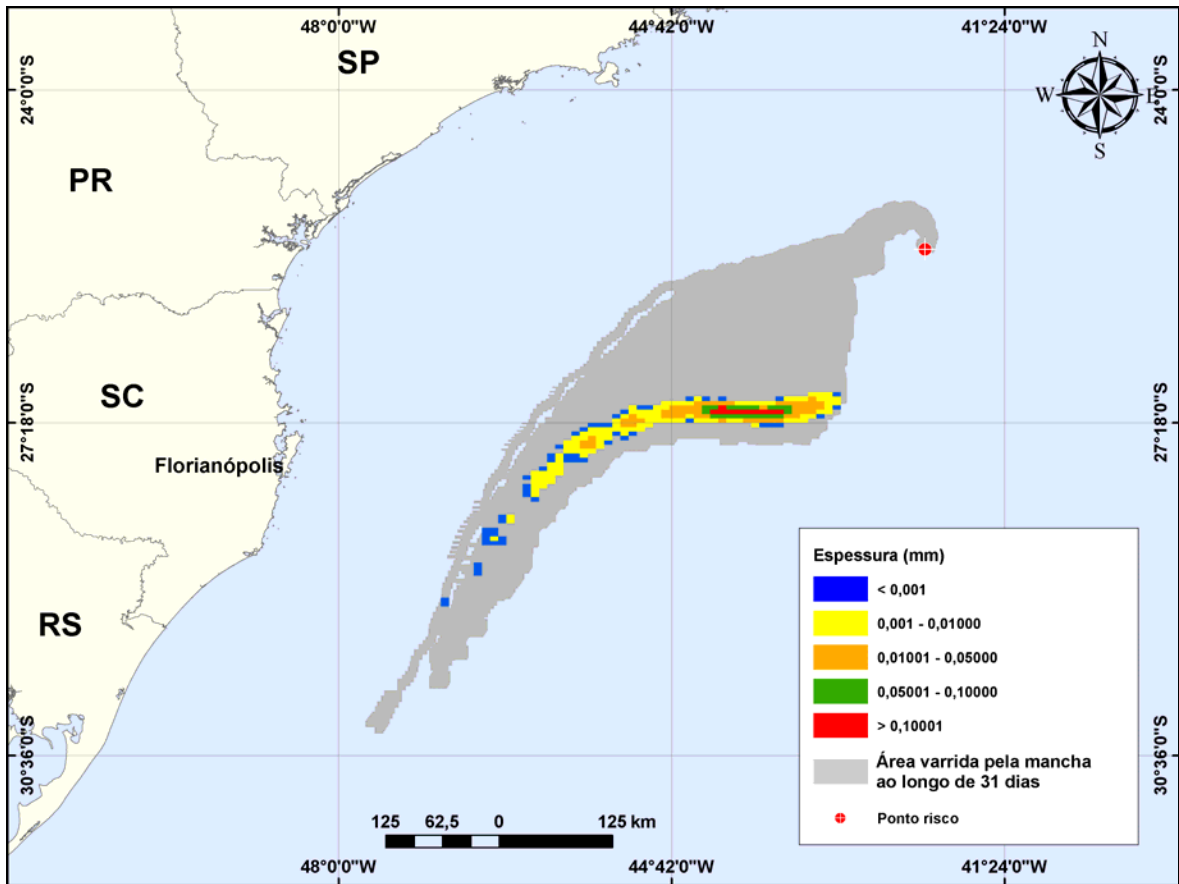 48°0'0"W
44°42'0"W
41°24'0"W
SP
N
24°0'0"S
W
E
24°0'0"S
S
PR
SC
27°18'0"S
27°18'0"S
Florianópolis
Espessura (mm)
< 0,001
0,001 - 0,01000
RS
0,01001 - 0,05000
0,05001 - 0,10000
> 0,10001
30°36'0"S
Área varrida pela mancha
ao longo de 31 dias
30°36'0"S
Ponto risco
125 62,5 0 125 km
48°0'0"W
44°42'0"W
41°24'0"W